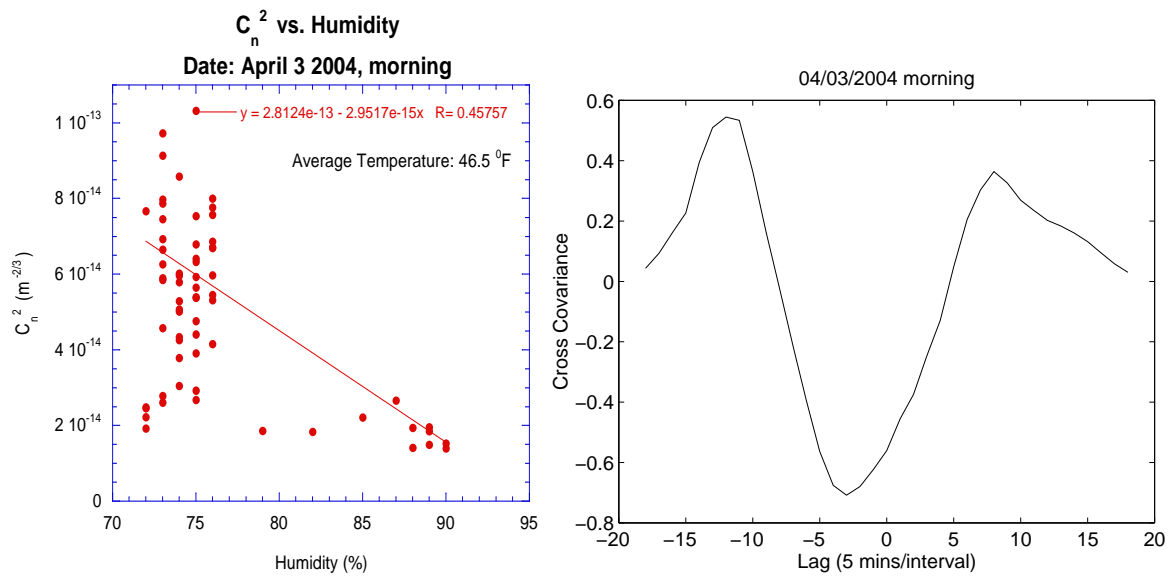 C_n^2 vs. Humidity
Date: April 3 2004, morning
y = 2.8124e-13 - 2.9517e-15x R= 0.45757
Average Temperature: 46.5 ⁰F
C_n^2 (m^-2/3)
1 10^-13
8 10^-14
6 10^-14
4 10^-14
2 10^-14
0
70 75 80 85 90 95
Humidity (%)
04/03/2004 morning
Cross Covariance
0.6
0.4
0.2
0
−0.2
−0.4
−0.6
−0.8
−20 −15 −10 −5 0 5 10 15 20
Lag (5 mins/interval)